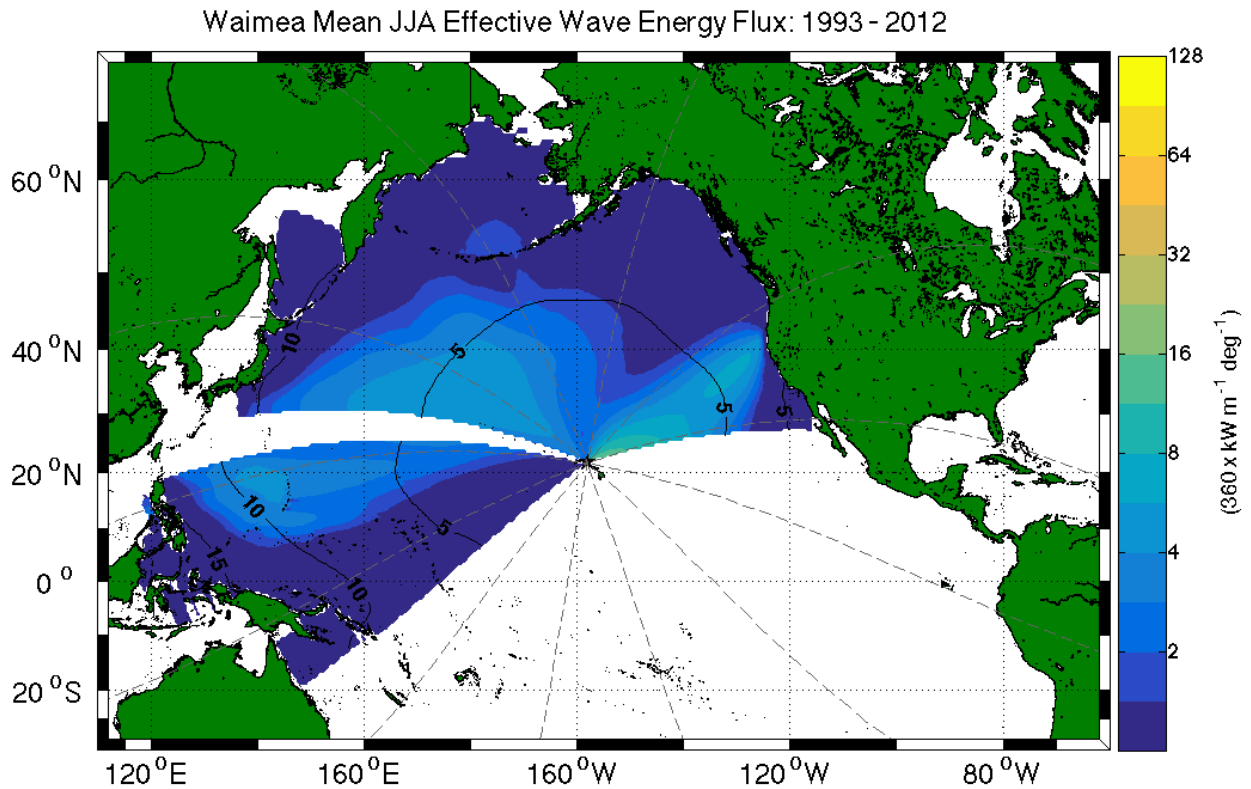 Waimea Mean JJA Effective Wave Energy Flux: 1993 - 2012
128
64
32
16
8
4
2
(360 x kW m⁻¹ deg⁻¹)
60 °N
40 °N
20 °N
0 °
20 °S
10
5
5
5
10
5
15
10
120 °E
160 °E
160 °W
120 °W
80 °W